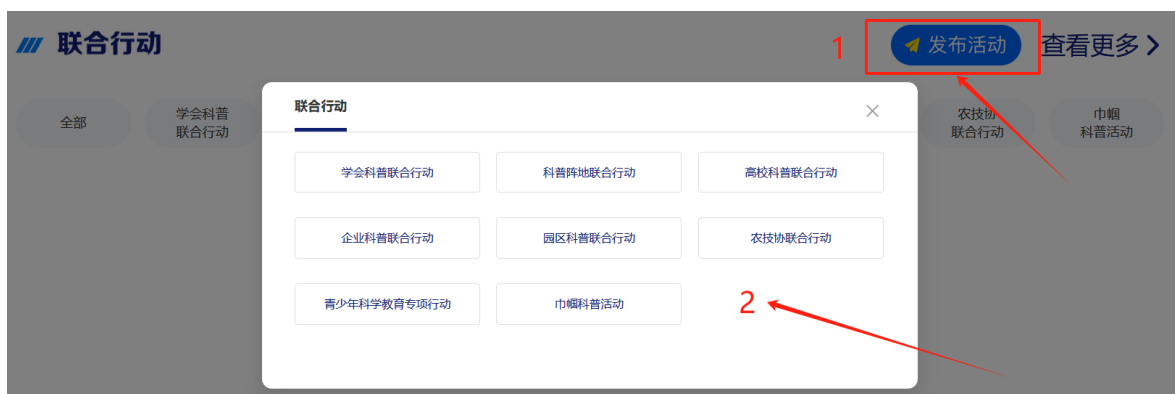 联合行动
1
发布活动
查看更多
全部
学会科普
联合行动
联合行动
农技协
联合行动
巾帼
科普活动
学会科普联合行动
科普阵地联合行动
高校科普联合行动
企业科普联合行动
园区科普联合行动
农技协联合行动
青少年科学教育专项行动
巾帼科普活动
2